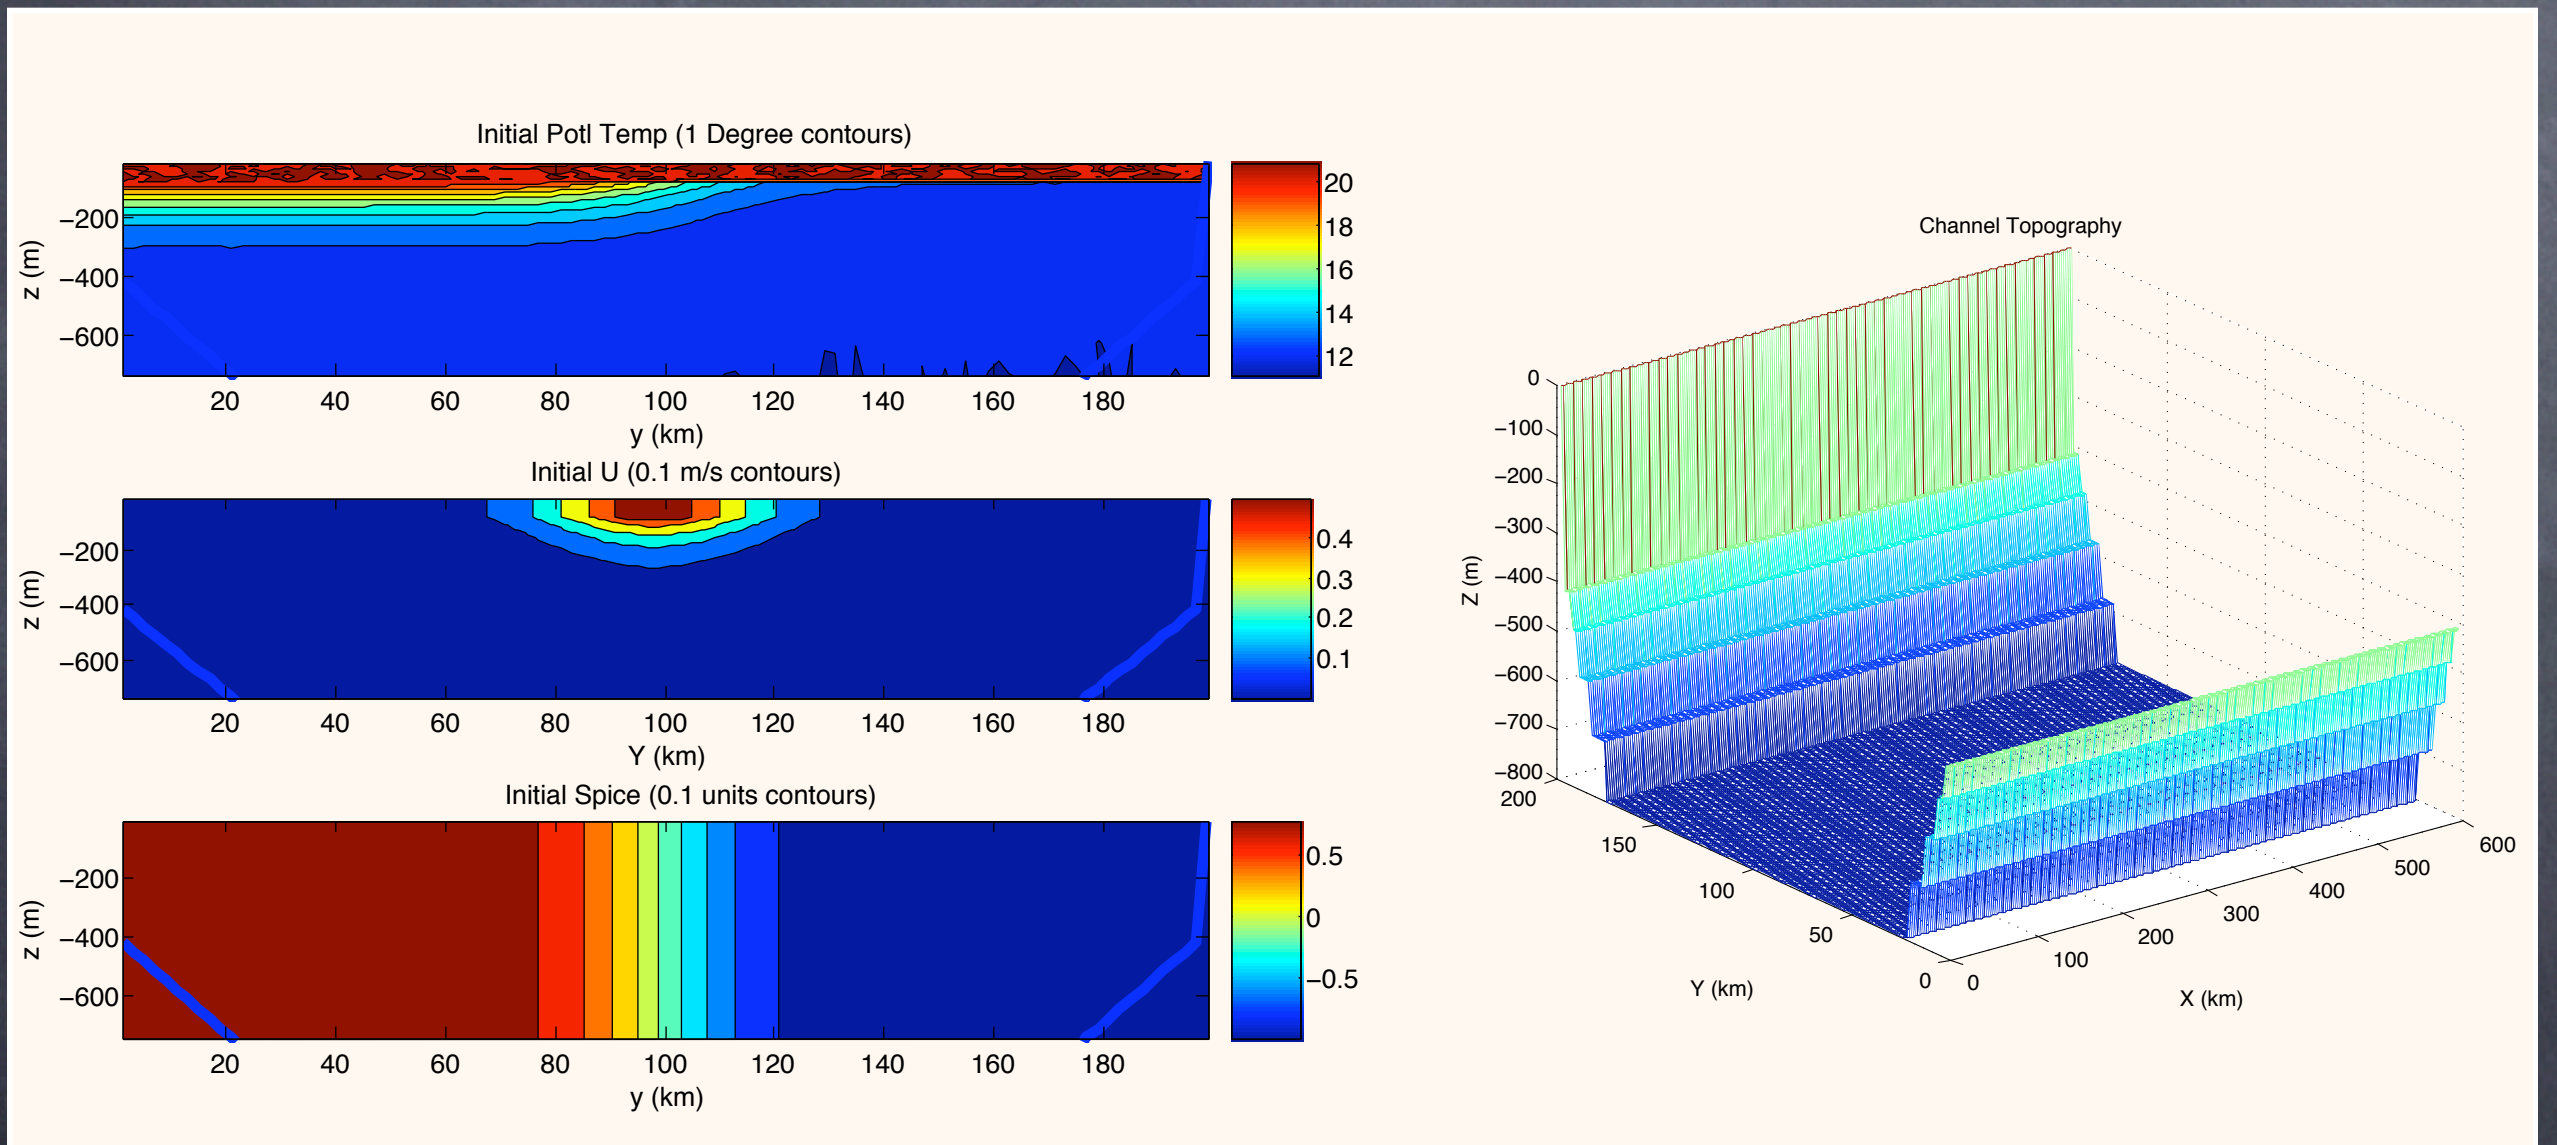 Initial Potl Temp (1 Degree contours)
z (m)
−200
−400
−600
20 40 60 80 100 120 140 160 180
y (km)
20
18
16
14
12
Initial U (0.1 m/s contours)
z (m)
−200
−400
−600
20 40 60 80 100 120 140 160 180
Y (km)
0.4
0.3
0.2
0.1
Initial Spice (0.1 units contours)
z (m)
−200
−400
−600
20 40 60 80 100 120 140 160 180
y (km)
0.5
0
−0.5
Channel Topography
Z (m)
0
−100
−200
−300
−400
−500
−600
−700
−800
200
150
100
50
0
Y (km)
0
100
200
300
400
500
600
X (km)